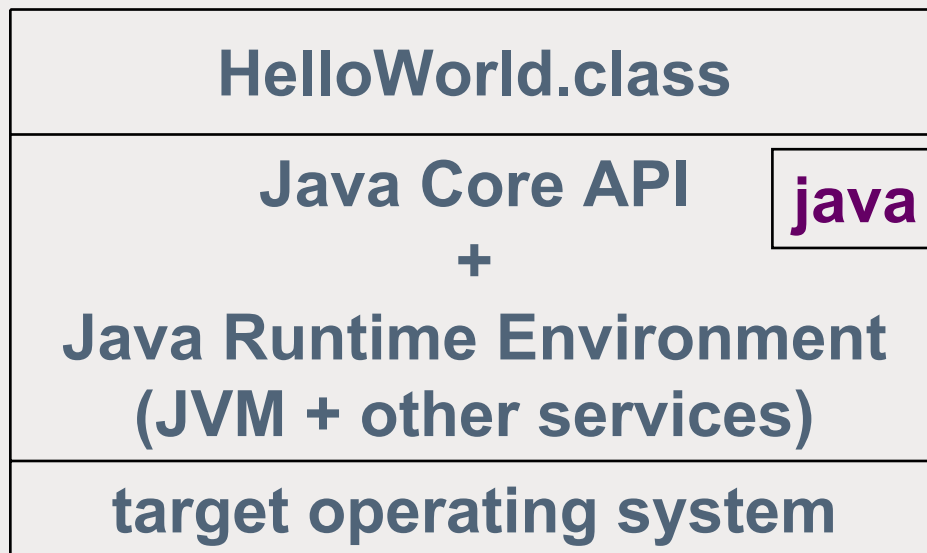 HelloWorld.class
Java Core API
java
+
Java Runtime Environment
(JVM + other services)
target operating system